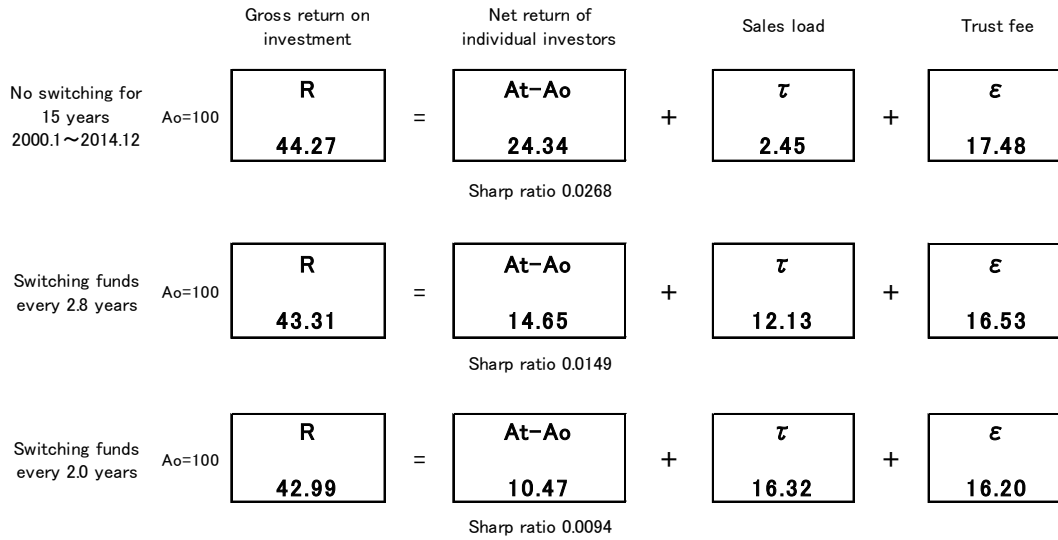 Gross return on
investment
Net return of
individual investors
Sales load
Trust fee
No switching for
15 years
2000.1～2014.12
Ao=100
R
44.27
=
At-Ao
24.34
+
τ
2.45
+
ε
17.48
Sharp ratio 0.0268
Switching funds
every 2.8 years
Ao=100
R
43.31
=
At-Ao
14.65
+
τ
12.13
+
ε
16.53
Sharp ratio 0.0149
Switching funds
every 2.0 years
Ao=100
R
42.99
=
At-Ao
10.47
+
τ
16.32
+
ε
16.20
Sharp ratio 0.0094